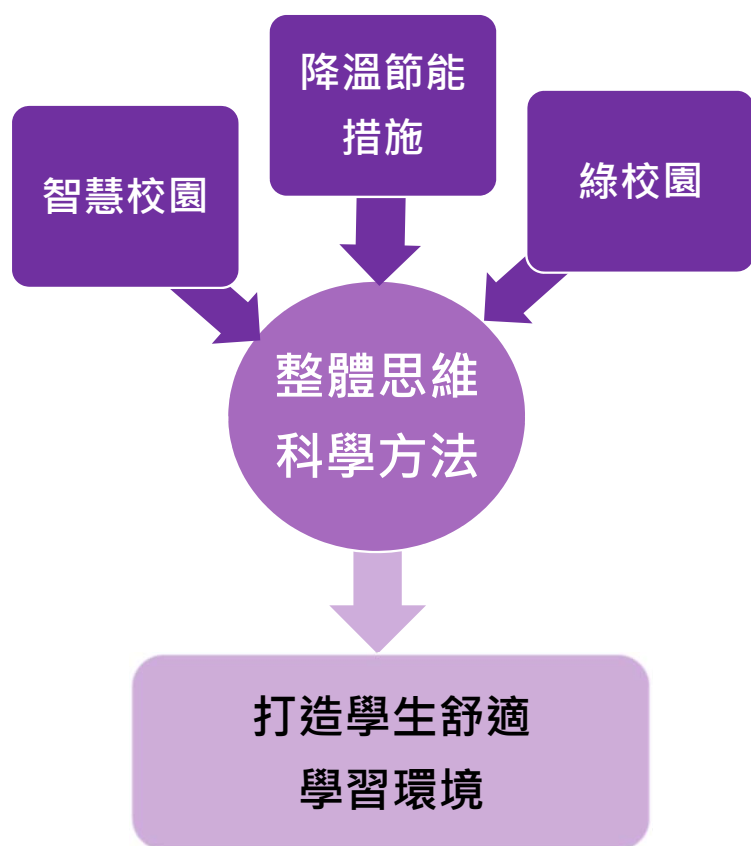 降溫節能
措施
智慧校園
綠校園
整體思維
科學方法
打造學生舒適
學習環境